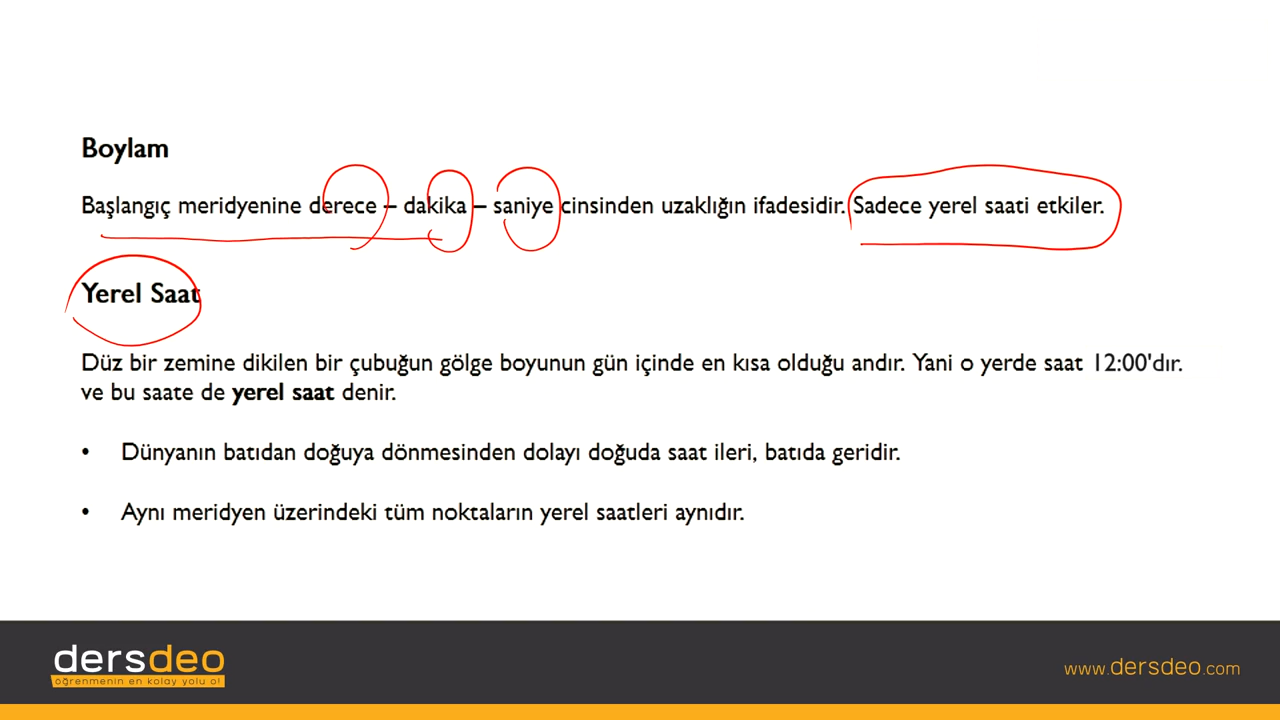 Boylam
Başlangıç meridyenine derece – dakika – saniye cinsinden uzaklığın ifadesidir. Sadece yerel saati etkiler.
Yerel Saat
Düz bir zemine dikilen bir çubuğun gölge boyunun gün içinde en kısa olduğu andır. Yani o yerde saat 12:00'dır.
ve bu saate de yerel saat denir.
• Dünyanın batıdan doğuya dönmesinden dolayı doğuda saat ileri, batıda geridir.
• Aynı meridyen üzerindeki tüm noktaların yerel saatleri aynıdır.
dersdeo
öğrenmenin en kolay yolu o!
www.dersdeo.com